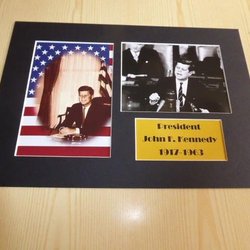 President
John F. Kennedy
1917-1963